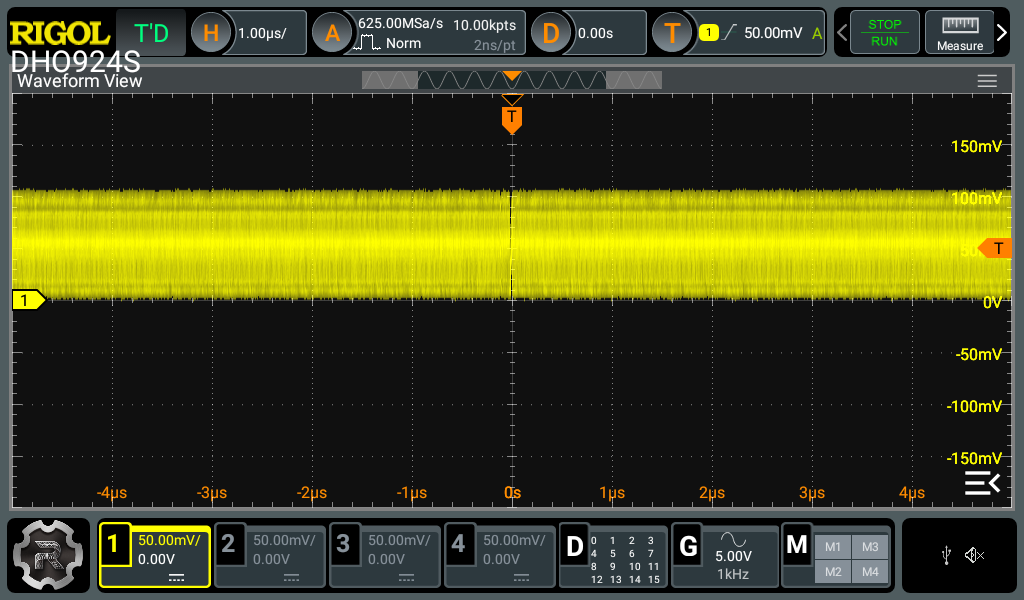 RIGOL T'D H 1.00μs/ A 625.00MSa/s 10.00kpts D 0.00s T 1 50.00mV A STOP
Norm 2ns/pt RUN Measure
DHO924S
Waveform View
T
150mV
100mV
T
1 0V
-50mV
-100mV
-150mV
-4μs -3μs -2μs -1μs 0s 1μs 2μs 3μs 4μs
1 50.00mV/ 2 50.00mV/ 3 50.00mV/ 4 50.00mV/ D 0 1 2 3 G M M1 M3
0.00V 0.00V 0.00V 0.00V 4 5 6 7 5.00V
8 9 10 11 1kHz M2 M4
12 13 14 15
R